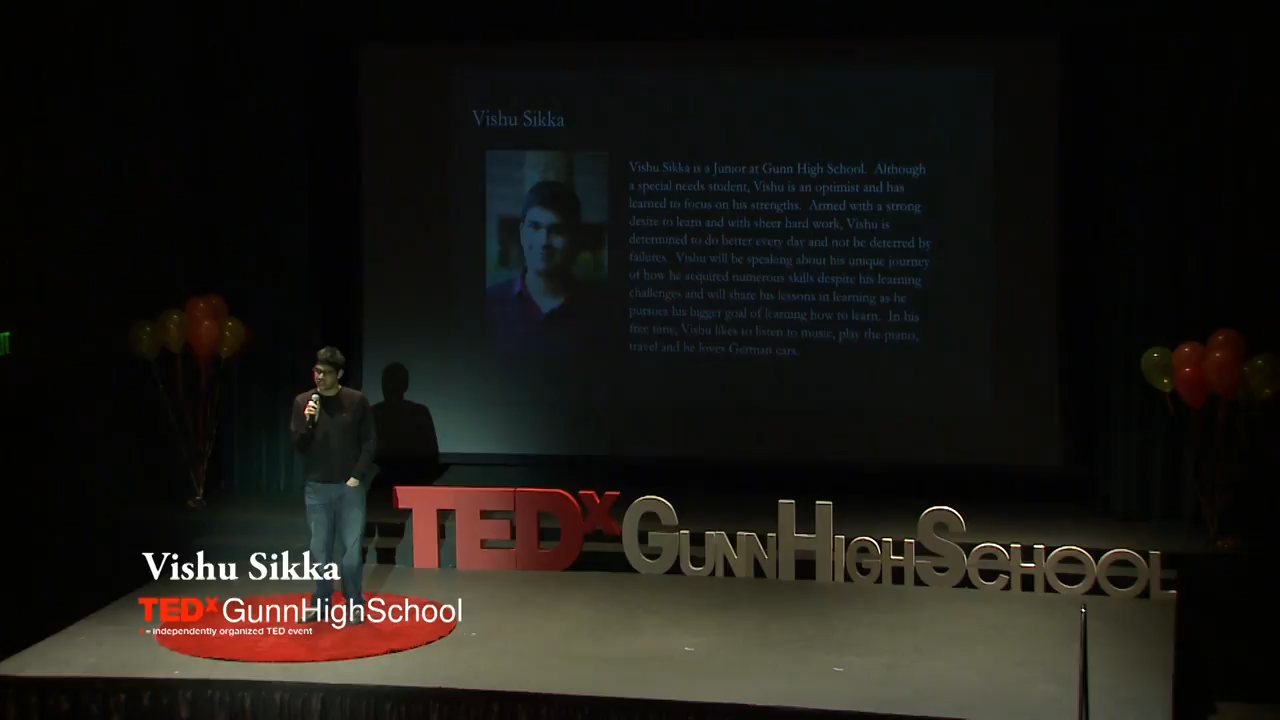 Vishu Sikka
Vishu Sikka is a Junior at Gunn High School. Although
a special needs student, Vishu is an optimist and has
learned to focus on his strengths. Armed with a strong
desire to learn and with sheer hard work, Vishu is
determined to do better every day and not be deterred by
failures. Vishu will be speaking about his unique journey
of how he acquired numerous skills despite his learning
challenges and will share his lessons in learning as he
pursues his bigger goal of learning how to learn. In his
free time, Vishu likes to listen to music, play the piano,
travel and he loves German cars.
TEDxGUNNHIGHSCHOOL
Vishu Sikka
TEDxGunnHighSchool
x = independently organized TED event